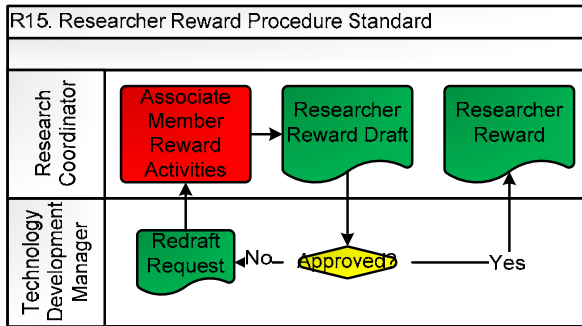 R15. Researcher Reward Procedure Standard
Research
Coordinator
Associate
Member
Reward
Activities
Researcher
Reward Draft
Researcher
Reward
Technology
Development
Manager
Redraft
Request
No
Approved?
Yes